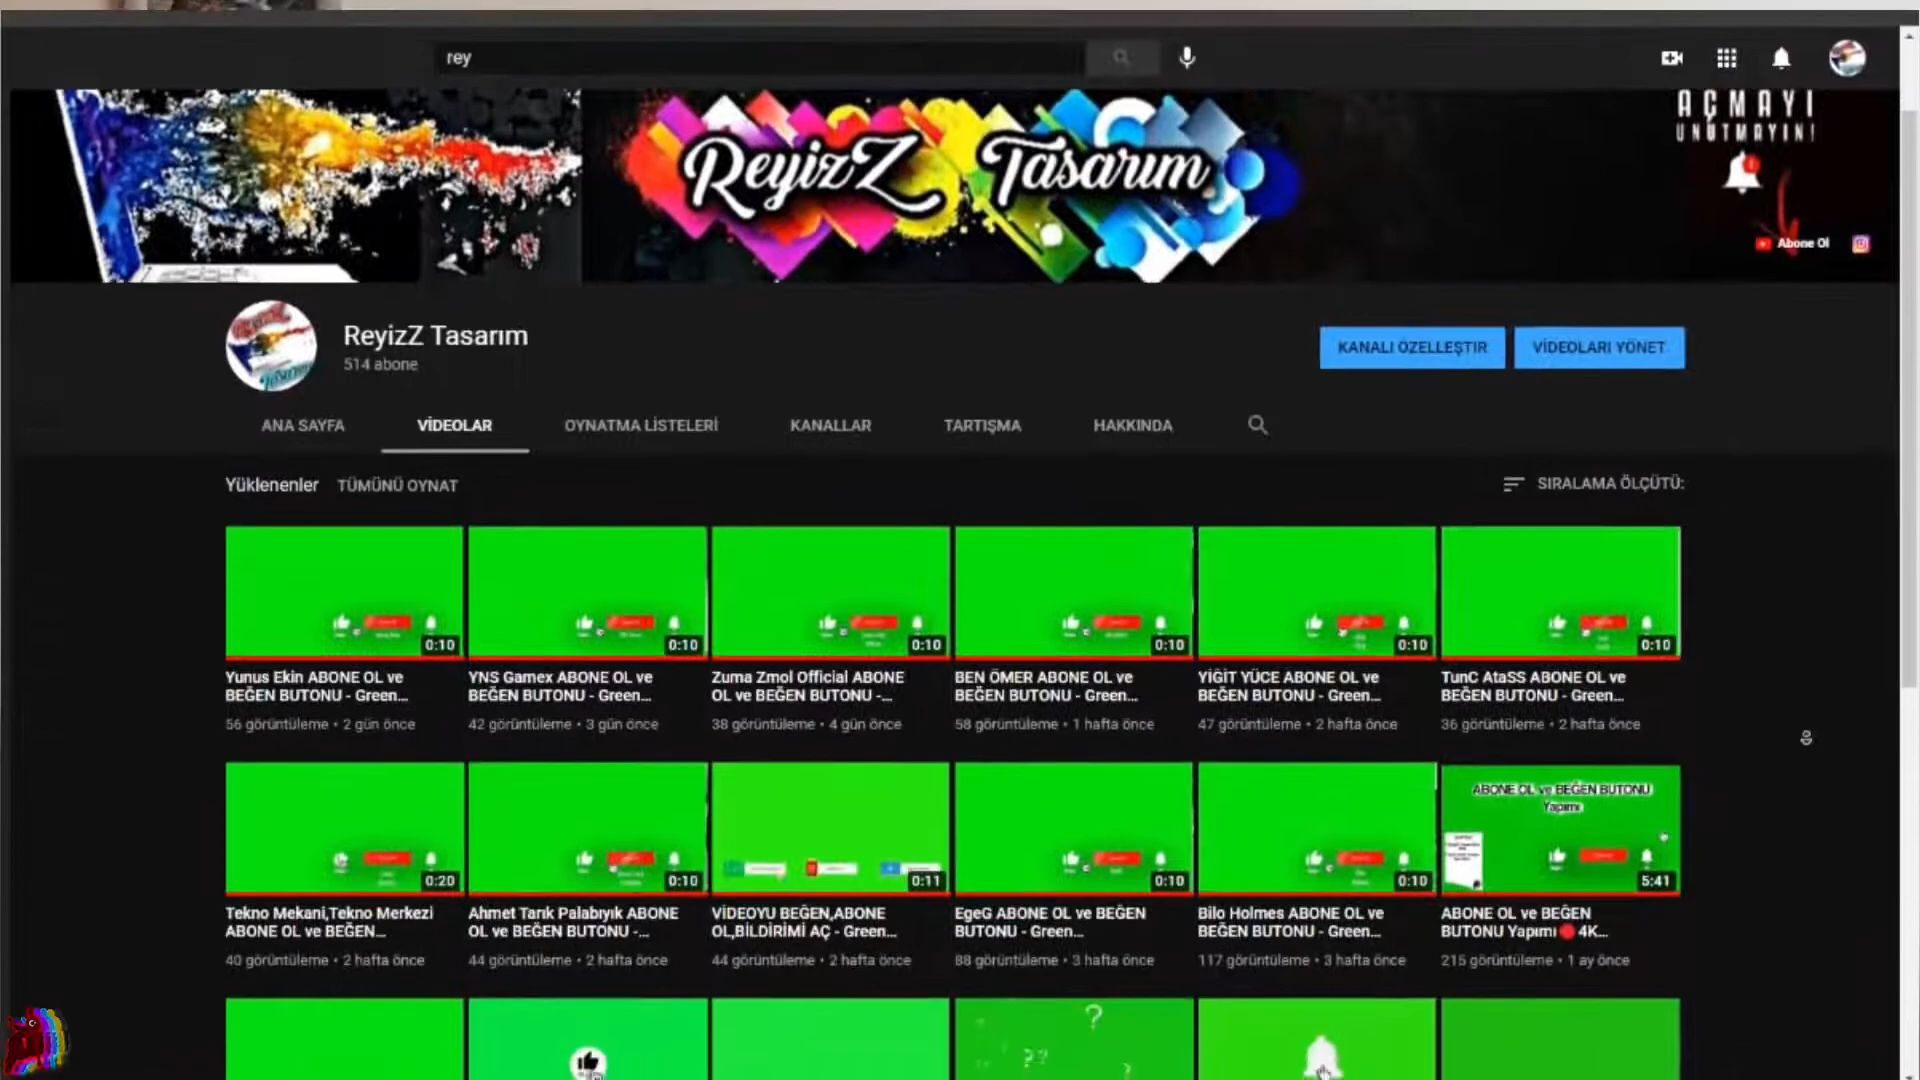 rey
AÇMAYI
UNUTMAYIN!
ReyizZ Tasarım
Abone Ol
ReyizZ Tasarım
514 abone
KANALI ÖZELLEŞTIR
VİDEOLARI YÖNET
ANA SAYFA
VİDEOLAR
OYNATMA LİSTELERİ
KANALLAR
TARTIŞMA
HAKKINDA
Yüklenenler
TÜMÜNÜ OYNAT
SIRALAMA ÖLÇÜTÜ:
0:10
0:10
0:10
0:10
0:10
0:10
Yunus Ekin ABONE OL ve
BEĞEN BUTONU - Green...
56 görüntüleme • 2 gün önce
YNS Gamex ABONE OL ve
BEĞEN BUTONU - Green...
42 görüntüleme • 3 gün önce
Zuma Zmol Official ABONE
OL ve BEĞEN BUTONU -...
38 görüntüleme • 4 gün önce
BEN ÖMER ABONE OL ve
BEĞEN BUTONU - Green...
58 görüntüleme • 1 hafta önce
YİĞİT YÜCE ABONE OL ve
BEĞEN BUTONU - Green...
47 görüntüleme • 2 hafta önce
TunC AtaSS ABONE OL ve
BEĞEN BUTONU - Green...
36 görüntüleme • 2 hafta önce
0:20
0:10
0:11
0:10
0:10
ABONE OL ve BEĞEN BUTONU
Yapımı
5:41
Tekno Mekani,Tekno Merkezi
ABONE OL ve BEĞEN...
40 görüntüleme • 2 hafta önce
Ahmet Tarık Palabıyık ABONE
OL ve BEĞEN BUTONU -...
44 görüntüleme • 2 hafta önce
VİDEOYU BEĞEN,ABONE
OL,BİLDİRİMİ AÇ - Green...
44 görüntüleme • 2 hafta önce
EgeG ABONE OL ve BEĞEN
BUTONU - Green...
88 görüntüleme • 3 hafta önce
Bilo Holmes ABONE OL ve
BEĞEN BUTONU - Green...
117 görüntüleme • 3 hafta önce
ABONE OL ve BEĞEN
BUTONU Yapımı🔴 4K...
215 görüntüleme • 1 ay önce
?
? ?
?